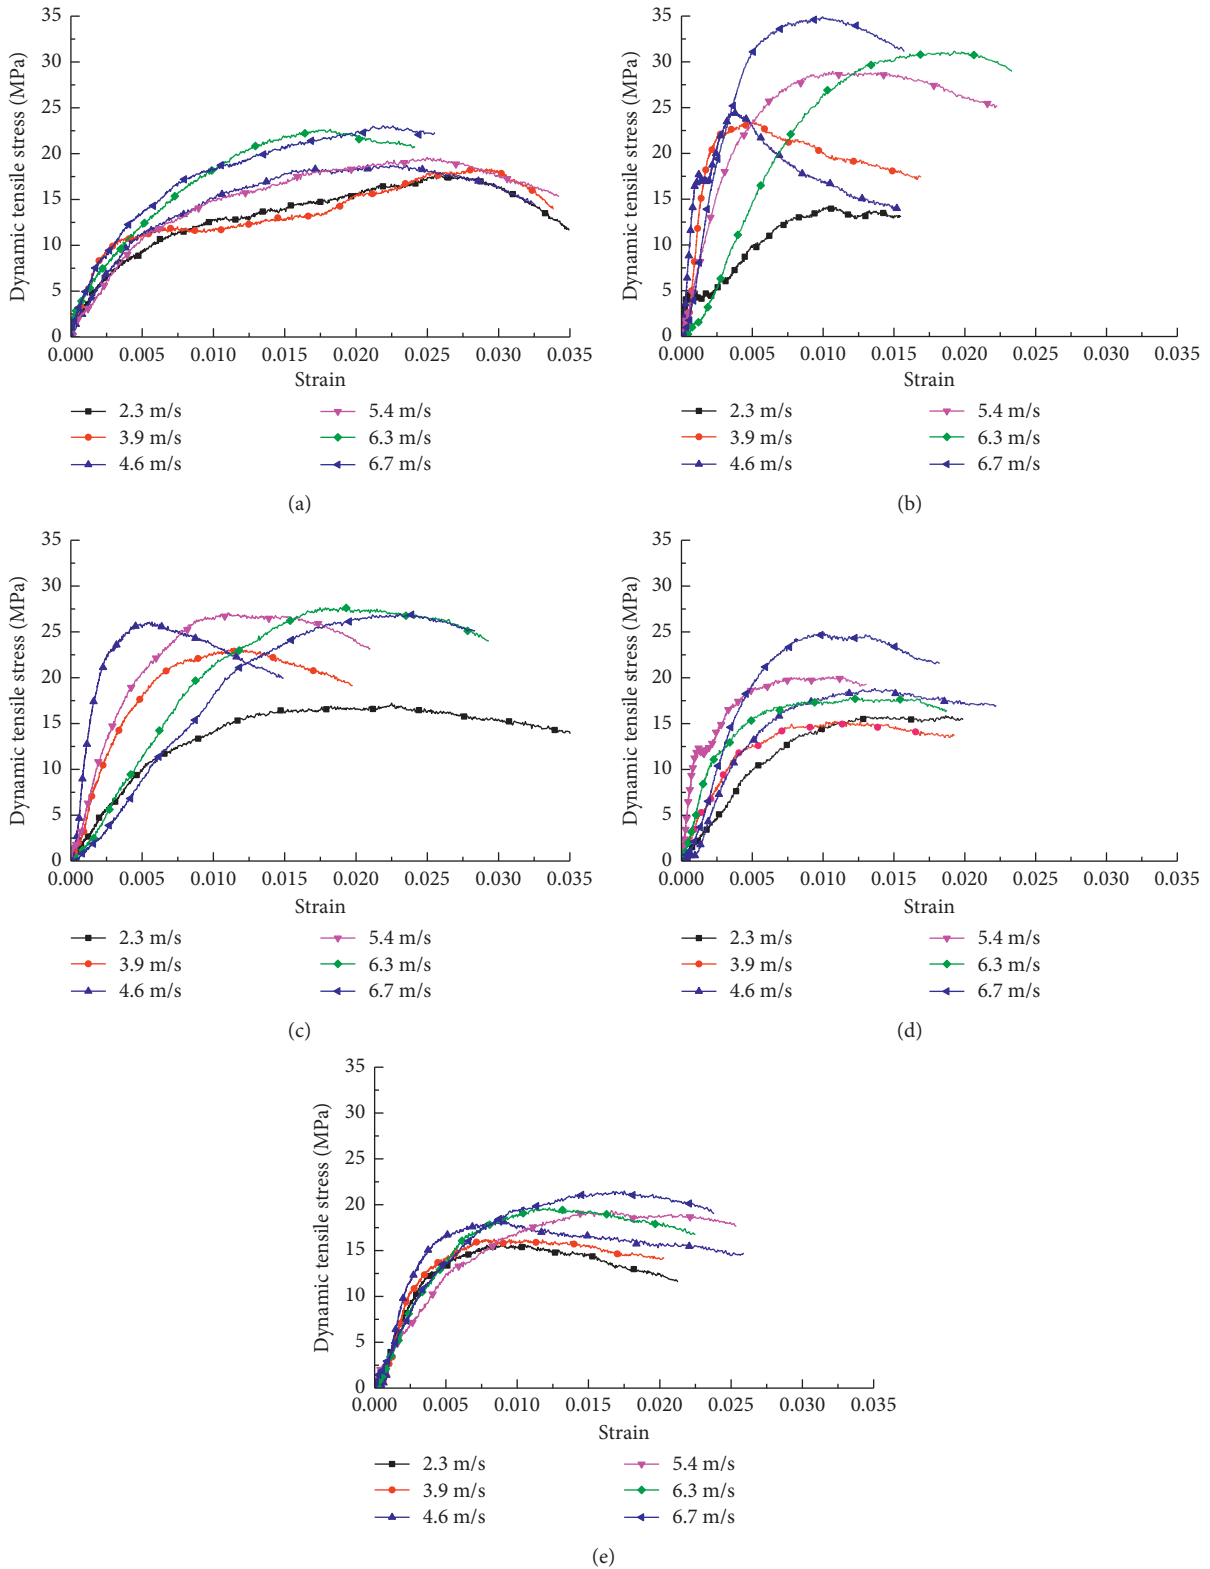 35
30
25
20
15
10
5
0
Dynamic tensile stress (MPa)
0.000 0.005 0.010 0.015 0.020 0.025 0.030 0.035
Strain
2.3 m/s
3.9 m/s
4.6 m/s
5.4 m/s
6.3 m/s
6.7 m/s
(a)
35
30
25
20
15
10
5
0
Dynamic tensile stress (MPa)
0.000 0.005 0.010 0.015 0.020 0.025 0.030 0.035
Strain
2.3 m/s
3.9 m/s
4.6 m/s
5.4 m/s
6.3 m/s
6.7 m/s
(b)
35
30
25
20
15
10
5
0
Dynamic tensile stress (MPa)
0.000 0.005 0.010 0.015 0.020 0.025 0.030 0.035
Strain
2.3 m/s
3.9 m/s
4.6 m/s
5.4 m/s
6.3 m/s
6.7 m/s
(c)
35
30
25
20
15
10
5
0
Dynamic tensile stress (MPa)
0.000 0.005 0.010 0.015 0.020 0.025 0.030 0.035
Strain
2.3 m/s
3.9 m/s
4.6 m/s
5.4 m/s
6.3 m/s
6.7 m/s
(d)
35
30
25
20
15
10
5
0
Dynamic tensile stress (MPa)
0.000 0.005 0.010 0.015 0.020 0.025 0.030 0.035
Strain
2.3 m/s
3.9 m/s
4.6 m/s
5.4 m/s
6.3 m/s
6.7 m/s
(e)